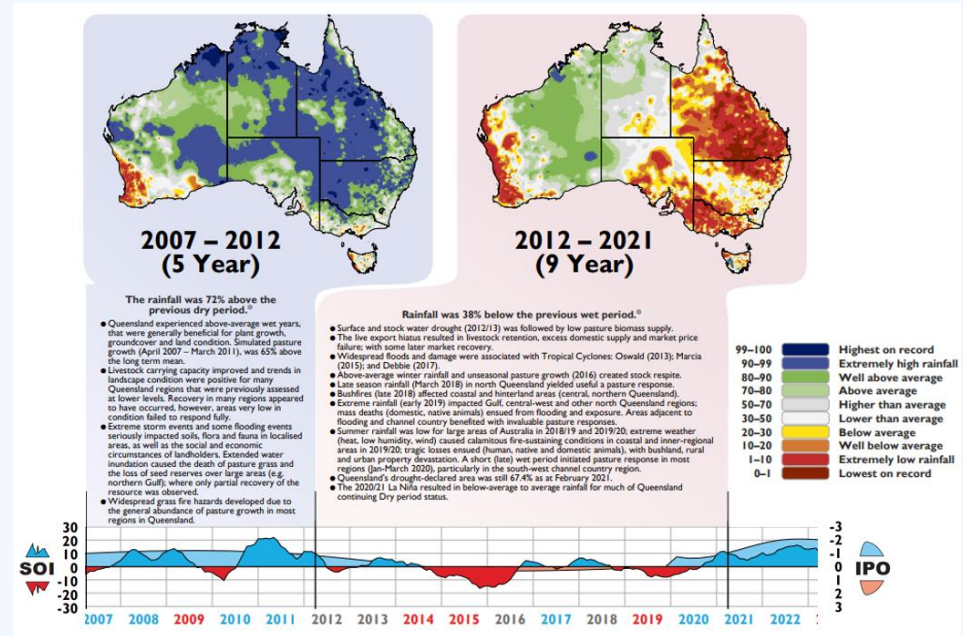 2007 – 2012
(5 Year)
The rainfall was 72% above the
previous dry period.*
● Queensland experienced above-average wet years,
that were generally beneficial for plant growth,
groundcover and land condition. Simulated pasture
growth (April 2007 – March 2011), was 65% above
the long term mean.
● Livestock carrying capacity improved and trends in
landscape condition were positive for many
Queensland regions that were previously assessed
at lower levels. Recovery in many regions appeared
to have occurred, however, areas very low in
condition failed to respond fully.
● Extreme storm events and some flooding events
seriously impacted soils, flora and fauna in localised
areas, as well as the social and economic
circumstances of landholders. Extended water
inundation caused the death of pasture grass and
the loss of seed reserves over large areas (e.g.
northern Gulf); where only partial recovery of the
resource was observed.
● Widespread grass fire hazards developed due to
the general abundance of pasture growth in most
regions in Queensland.
2012 – 2021
(9 Year)
Rainfall was 38% below the previous wet period.*
● Surface and stock water drought (2012/13) was followed by low pasture biomass supply.
● The live export hiatus resulted in livestock retention, excess domestic supply and market price
failure; with some later market recovery.
● Widespread floods and damage were associated with Tropical Cyclones: Oswald (2013); Marcia
(2015); and Debbie (2017).
● Above-average winter rainfall and unseasonal pasture growth (2016) created stock respite.
● Late season rainfall (March 2018) in north Queensland yielded useful a pasture response.
● Bushfires (late 2018) affected coastal and hinterland areas (central, northern Queensland).
● Extreme rainfall (early 2019) impacted Gulf, central-west and other north Queensland regions;
mass deaths (domestic, native animals) ensued from flooding and exposure. Areas adjacent to
flooding and channel country benefited with invaluable pasture responses.
● Summer rainfall was low for large areas of Australia in 2018/19 and 2019/20; extreme weather
(heat, low humidity, wind) caused calamitous fire-sustaining conditions in coastal and inner-regional
areas in 2019/20; tragic losses ensued (human, native and domestic animals), with bushland, rural
and urban property devastation. A short (late) wet period initiated pasture response in most
regions (Jan-March 2020), particularly in the south-west channel country region.
● Queensland's drought-declared area was still 67.4% as at February 2021.
● The 2020/21 La Niña resulted in below-average to average rainfall for much of Queensland
continuing Dry period status.
99–100 Highest on record
90–99 Extremely high rainfall
80–90 Well above average
70–80 Above average
50–70 Higher than average
30–50 Lower than average
20–30 Below average
10–20 Well below average
1–10 Extremely low rainfall
0–1 Lowest on record
SOI
30
20
10
0
-10
-20
-30
-3
-2
-1
0
1
2
3
IPO
2007 2008 2009 2010 2011 2012 2013 2014 2015 2016 2017 2018 2019 2020 2021 2022